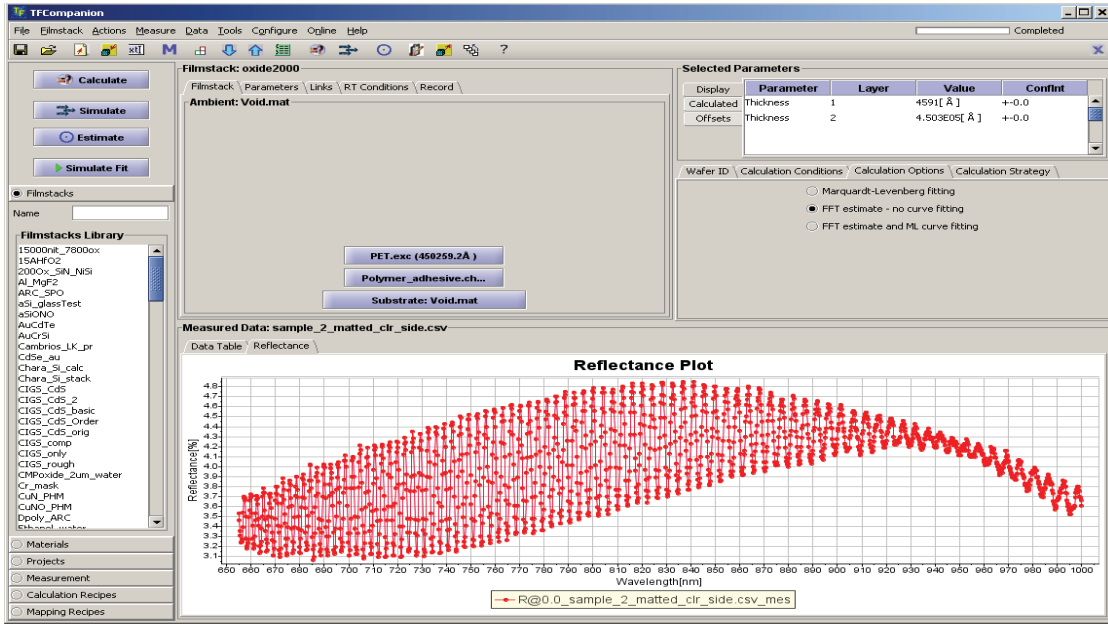 TFCompanion
File Filmstack Actions Measure Data Tools Configure Online Help Completed
Calculate
Simulate
Estimate
Simulate Fit
Filmstacks
Name
Filmstacks Library
15000nit_7800ox
15AHfO2
200Ox_SiN_NiSi
Al_MgF2
ARC_SPO
aSi_glassTest
aSiONO
AuCdTe
AuCrSi
Cambrios_LK_pr
CdSe_au
Chara_Si_calc
Chara_Si_stack
CIGS_CdS
CIGS_CdS_2
CIGS_CdS_basic
CIGS_CdS_Order
CIGS_CdS_orig
CIGS_comp
CIGS_only
CIGS_rough
CMPoxide_2um_water
Cr_mask
CuN_PHM
CuNO_PHM
Dpoly_ARC
Ethanol_water
Materials
Projects
Measurement
Calculation Recipes
Mapping Recipes
Filmstack: oxide2000
Filmstack Parameters Links RT Conditions Record
Ambient: Void.mat
PET.exc (450259.2Å )
Polymer_adhesive.ch...
Substrate: Void.mat
Selected Parameters
Display Parameter Layer Value ConfInt
Calculated Thickness 1 4591[ Å ] +-0.0
Offsets Thickness 2 4.503E05[ Å ] +-0.0
Wafer ID Calculation Conditions Calculation Options Calculation Strategy
Marquardt-Levenberg fitting
FFT estimate - no curve fitting
FFT estimate and ML curve fitting
Measured Data: sample_2_matted_clr_side.csv
Data Table Reflectance
Reflectance Plot
Reflectance[%]
4.8
4.7
4.6
4.5
4.4
4.3
4.2
4.1
4.0
3.9
3.8
3.7
3.6
3.5
3.4
3.3
3.2
3.1
650 660 670 680 690 700 710 720 730 740 750 760 770 780 790 800 810 820 830 840 850 860 870 880 890 900 910 920 930 940 950 960 970 980 990 1000
Wavelength[nm]
R@0.0_sample_2_matted_clr_side.csv_mes